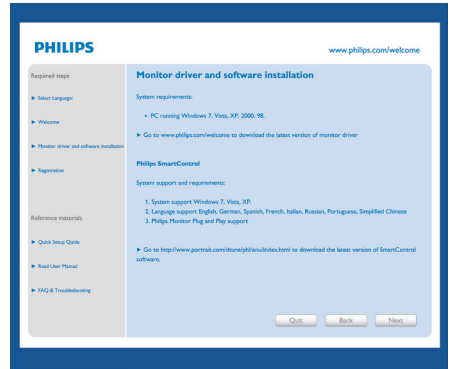 PHILIPS
www.philips.com/welcome
Required steps
Select Language:
Welcome
Monitor driver and software installation
Registration
Reference materials
Quick Setup Guide
Read User Manual
FAQ & Troubleshooting
Monitor driver and software installation
System requirements:
• PC running Windows 7, Vista, XP, 2000, 98.
Go to www.philips.com/welcome to download the latest version of monitor driver
Philips SmartControl
System support and requirements:
1. System support Windows 7, Vista, XP.
2. Language support English, German, Spanish, French, Italian, Russian, Portuguese, Simplified Chinese
3. Philips Monitor Plug and Play support
Go to http://www.portrait.com/dtune/phl/enu/index.html to download the latest version of SmartControl
software.
Quit
Back
Next